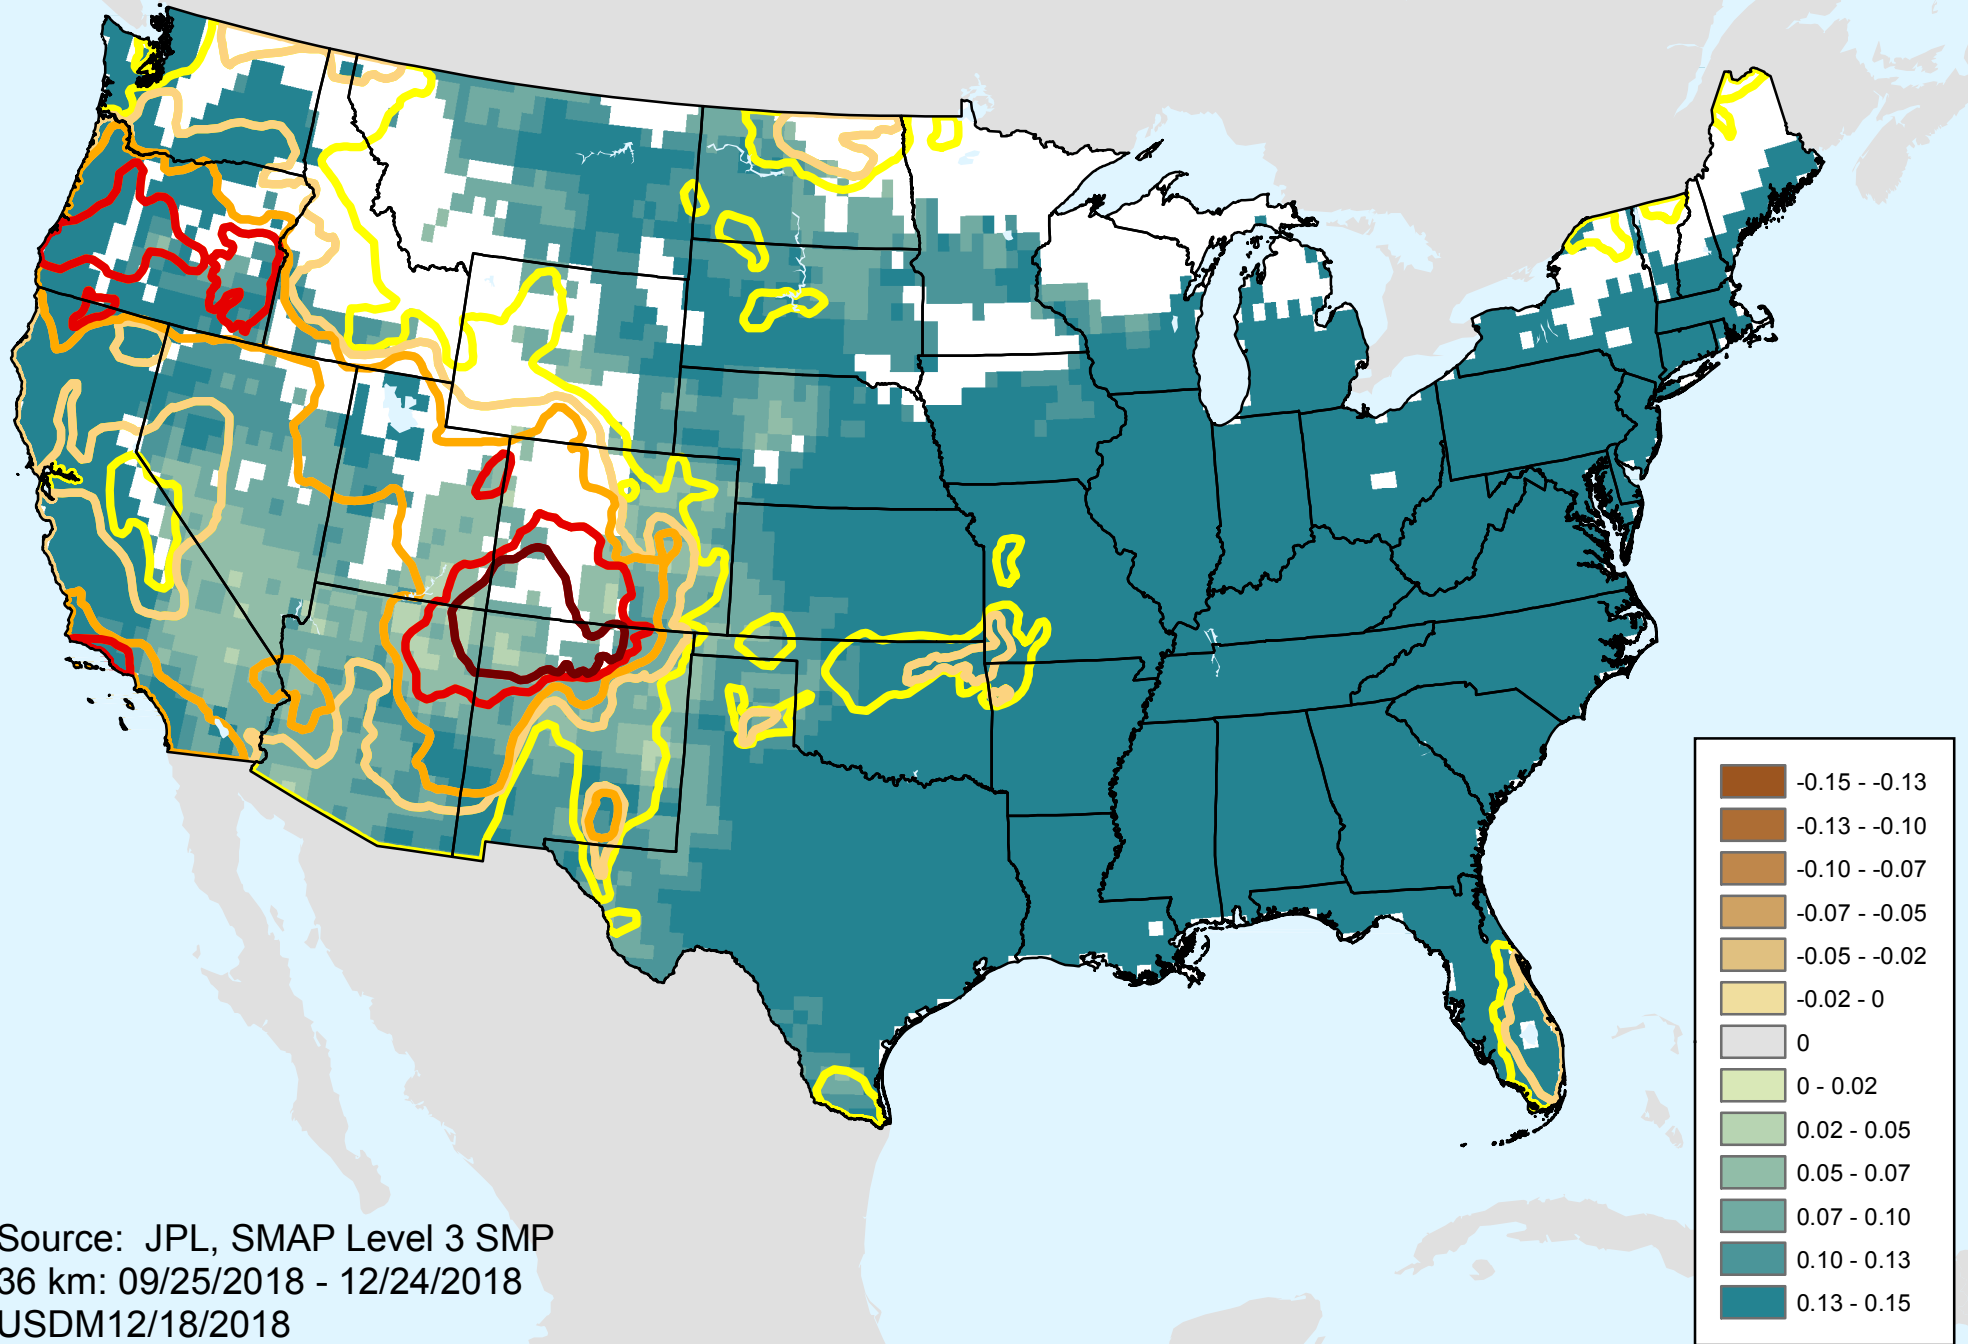 -0.15 - -0.13
-0.13 - -0.10
-0.10 - -0.07
-0.07 - -0.05
-0.05 - -0.02
-0.02 - 0
0
0 - 0.02
0.02 - 0.05
0.05 - 0.07
0.07 - 0.10
0.10 - 0.13
0.13 - 0.15
Source: JPL, SMAP Level 3 SMP
36 km: 09/25/2018 - 12/24/2018
USDM12/18/2018